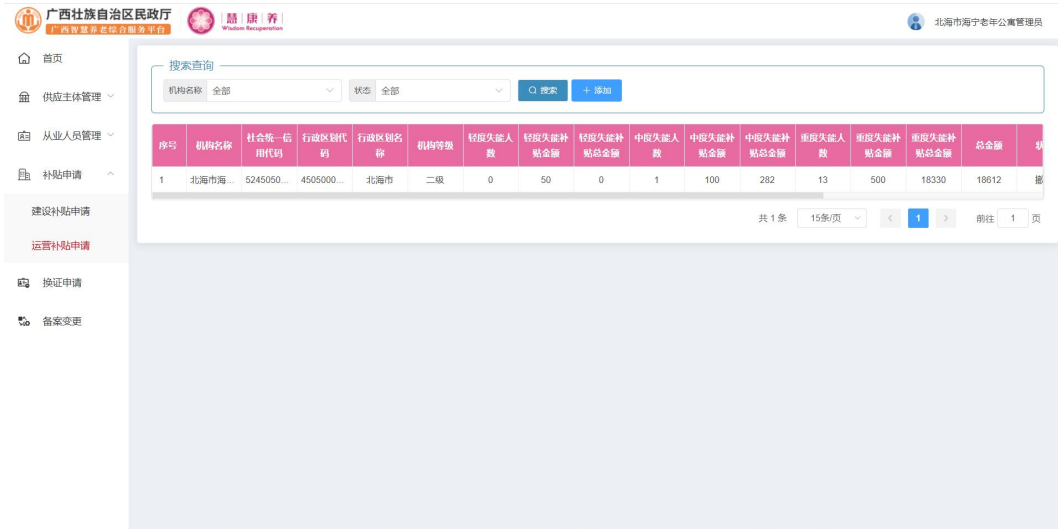 广西壮族自治区民政厅
广西智慧养老综合服务平台
慧康养
Wisdom Recuperation
北海市海宁老年公寓管理员
首页
供应主体管理
从业人员管理
补贴申请
建设补贴申请
运营补贴申请
换证申请
备案变更
搜索查询
机构名称 全部 状态 全部 搜索 + 添加
序号 机构名称 社会统一信用代码 行政区划代码 行政区划名称 机构等级 轻度失能人数 轻度失能补贴金额 轻度失能补贴总金额 中度失能人数 中度失能补贴金额 中度失能补贴总金额 重度失能人数 重度失能补贴金额 重度失能补贴总金额 总金额
1 北海市海... 5245050... 4505000... 北海市 二级 0 50 0 1 100 282 13 500 18330 18612
共 1 条 15条/页 < 1 > 前往 1 页